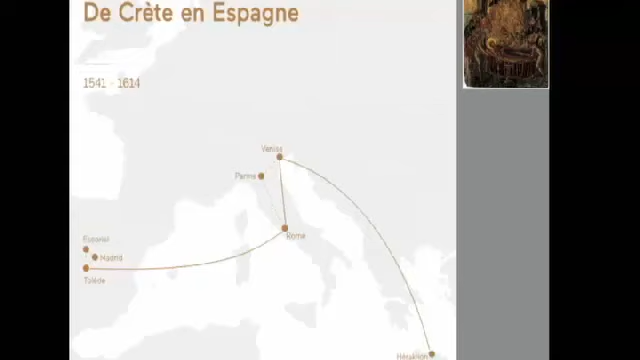 De Crète en Espagne
1541 - 1614
Venise
Parme
Rome
Escorial
Madrid
Tolède
Héraklion